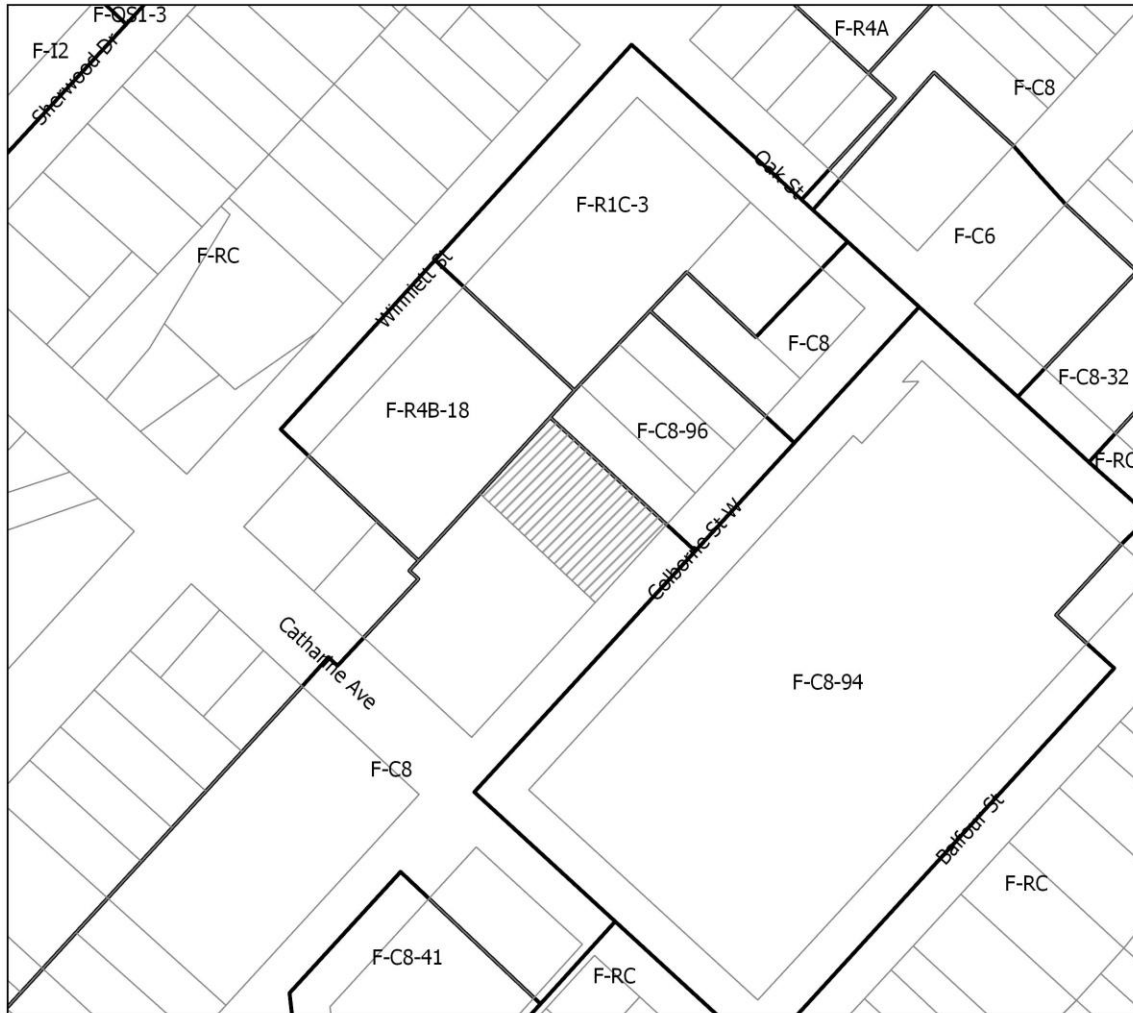 F-OS1-3
F-I2
Sherwood Dr
F-R4A
F-C8
Oak St
F-R1C-3
F-C6
F-RC
Winniett St
F-C8
F-C8-32
F-R4B-18
F-C8-96
F-RC
Colborne St W
Catharine Ave
F-C8-94
F-C8
Balfour St
F-RC
F-C8-41
F-RC